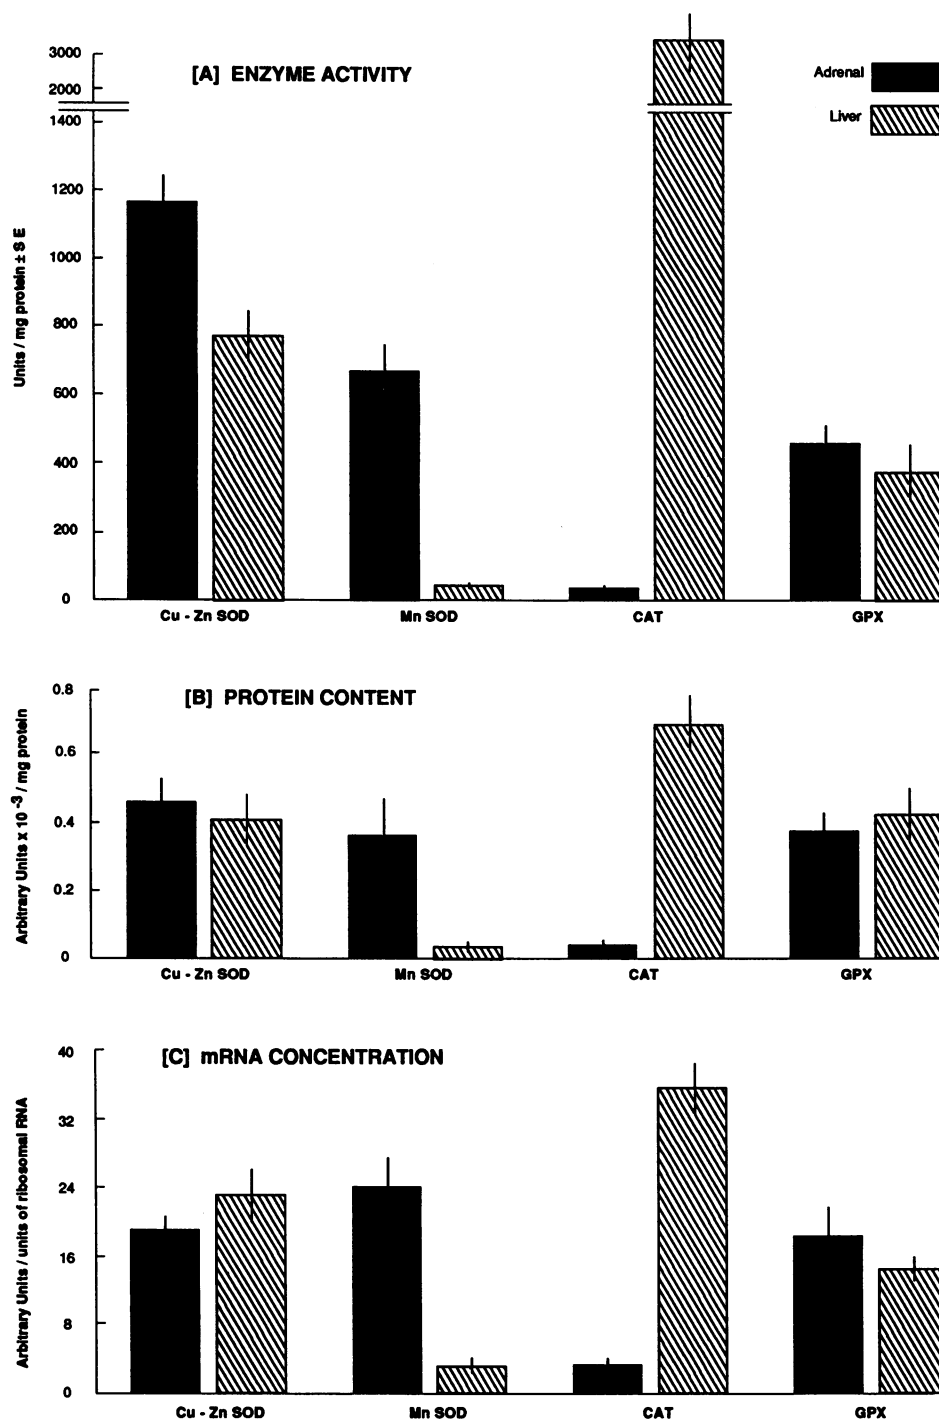 [A] ENZYME ACTIVITY
Adrenal
Liver
3000
2000
1400
1200
1000
800
600
400
200
0
Units / mg protein ± S E
Cu - Zn SOD Mn SOD CAT GPX
[B] PROTEIN CONTENT
0.8
0.6
0.4
0.2
0
Arbitrary Units x 10 -3 / mg protein
Cu - Zn SOD Mn SOD CAT GPX
[C] mRNA CONCENTRATION
40
32
24
16
8
0
Arbitrary Units / units of ribosomal RNA
Cu - Zn SOD Mn SOD CAT GPX